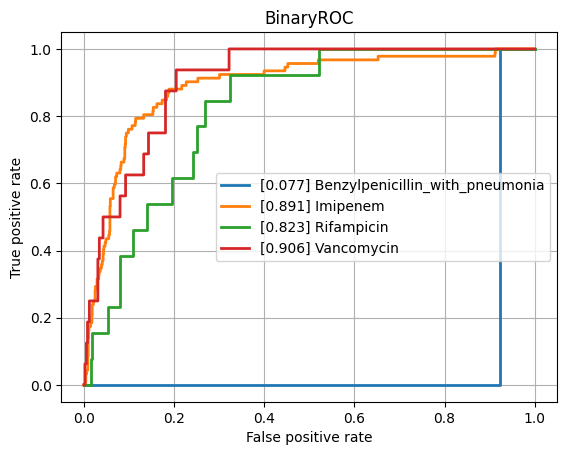 BinaryROC
True positive rate
1.0
0.8
0.6
0.4
0.2
0.0
[0.077] Benzylpenicillin_with_pneumonia
[0.891] Imipenem
[0.823] Rifampicin
[0.906] Vancomycin
0.0 0.2 0.4 0.6 0.8 1.0
False positive rate